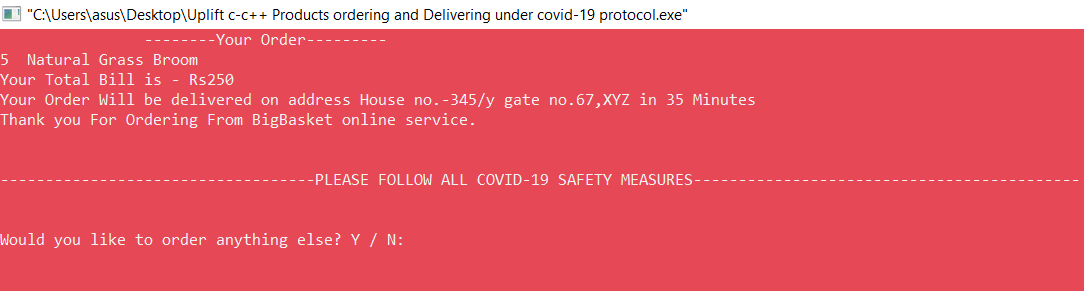 "C:\Users\asus\Desktop\Uplift c-c++ Products ordering and Delivering under covid-19 protocol.exe"
--------Your Order---------
5  Natural Grass Broom
Your Total Bill is - Rs250
Your Order Will be delivered on address House no.-345/y gate no.67,XYZ in 35 Minutes
Thank you For Ordering From BigBasket online service.
-----------------------------------PLEASE FOLLOW ALL COVID-19 SAFETY MEASURES-------------------------------------------
Would you like to order anything else? Y / N: